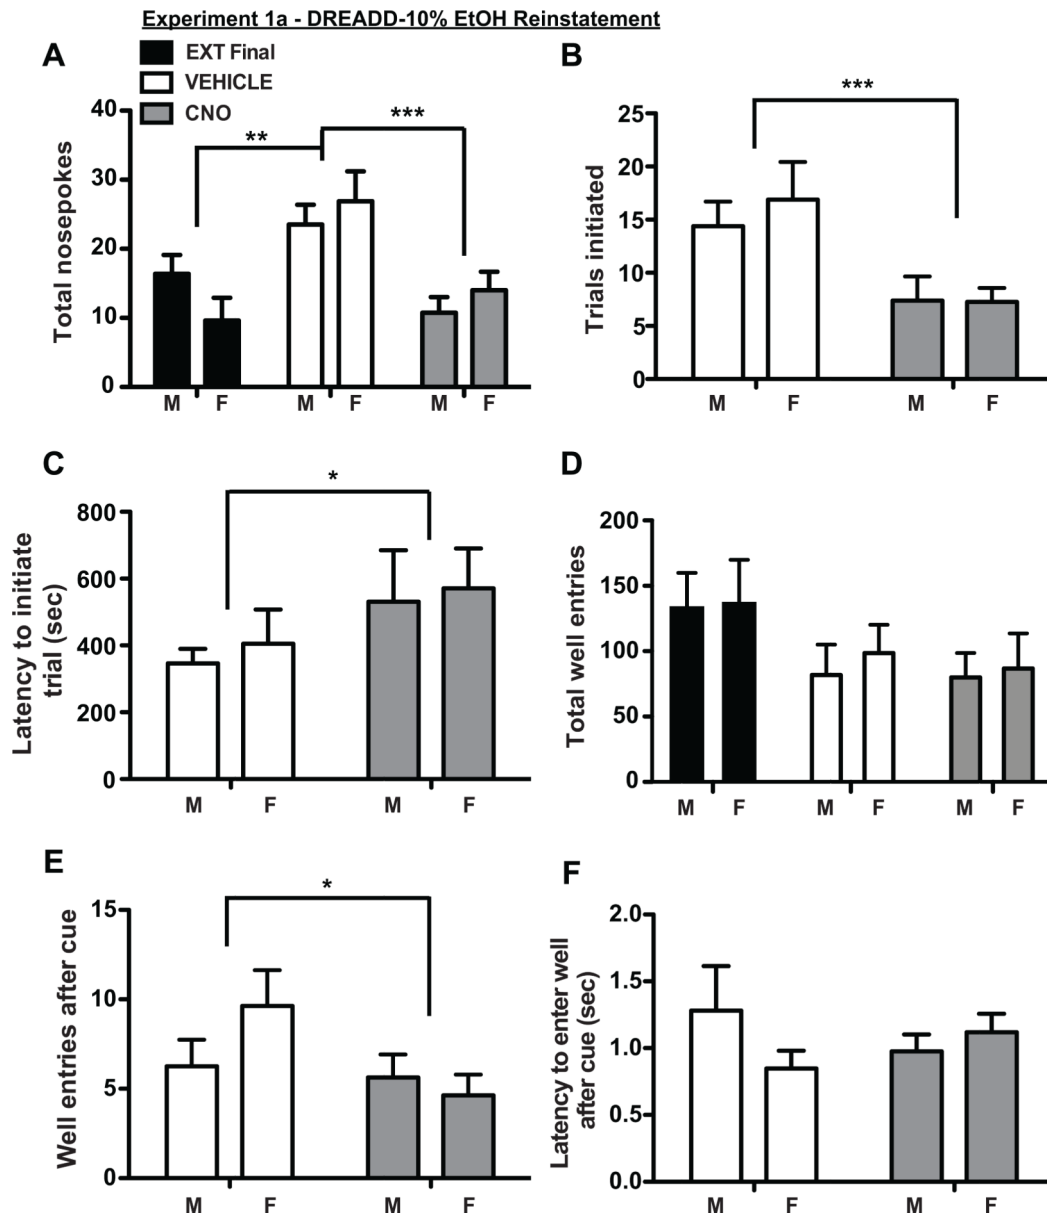 Experiment 1a - DREADD-10% EtOH Reinstatement
A
EXT Final
VEHICLE
CNO
Total nosepokes
40
30
20
10
0
**
***
M F M F M F
B
Trials initiated
25
20
15
10
5
0
***
M F M F
C
Latency to initiate
trial (sec)
800
600
400
200
0
*
M F M F
D
Total well entries
200
150
100
50
0
M F M F M F
E
Well entries after cue
15
10
5
0
*
M F M F
F
Latency to enter well
after cue (sec)
2.0
1.5
1.0
0.5
0.0
M F M F